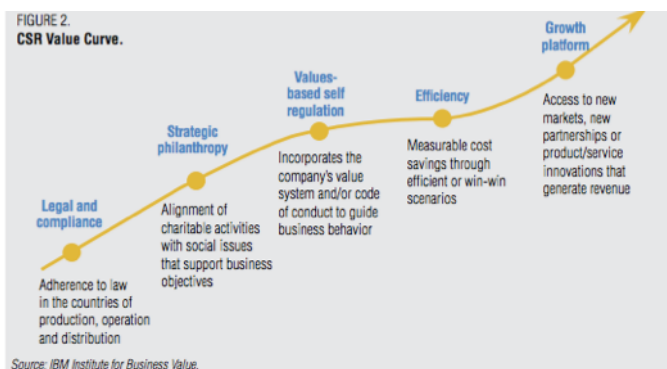 FIGURE 2.
CSR Value Curve.
Legal and
compliance
Adherence to law
in the countries of
production, operation
and distribution
Strategic
philanthropy
Alignment of
charitable activities
with social issues
that support business
objectives
Values-
based self
regulation
Incorporates the
company's value
system and/or code
of conduct to guide
business behavior
Efficiency
Measurable cost
savings through
efficient or win-win
scenarios
Growth
platform
Access to new
markets, new
partnerships or
product/service
innovations that
generate revenue
Source: IBM Institute for Business Value.